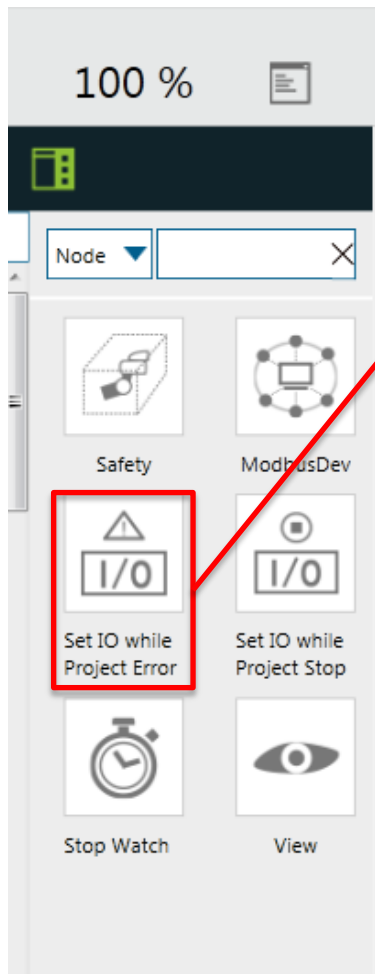 100 %
Node
Safety
ModbusDev
I/O
I/O
Set IO while
Project Error
Set IO while
Project Stop
Stop Watch
View